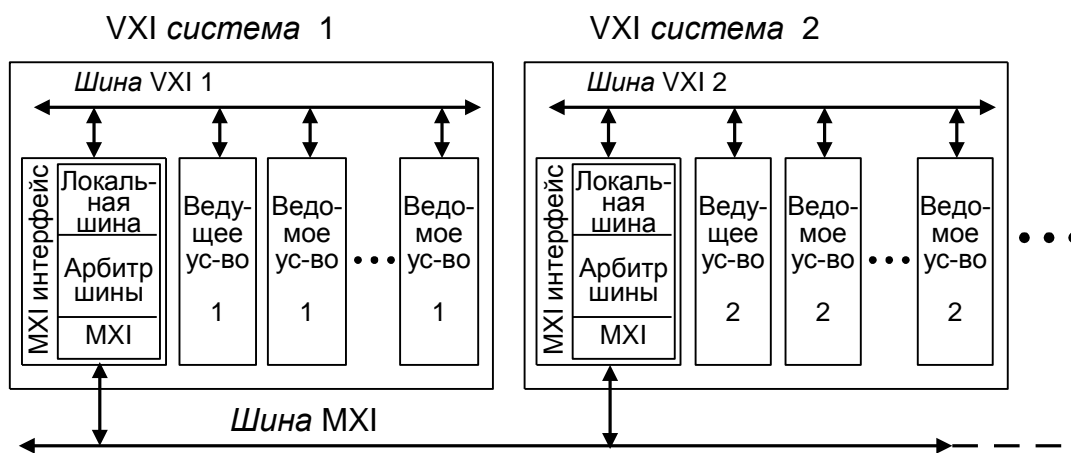 VXI система 1
Шина VXI 1
MXI интерфейс
Локаль-
ная
шина
Арбитр
шины
MXI
Веду-
щее
ус-во
1
Ведо-
мое
ус-во
1
•••
Ведо-
мое
ус-во
1
VXI система 2
Шина VXI 2
MXI интерфейс
Локаль-
ная
шина
Арбитр
шины
MXI
Веду-
щее
ус-во
2
Ведо-
мое
ус-во
2
•••
Ведо-
мое
ус-во
2
•••
Шина MXI